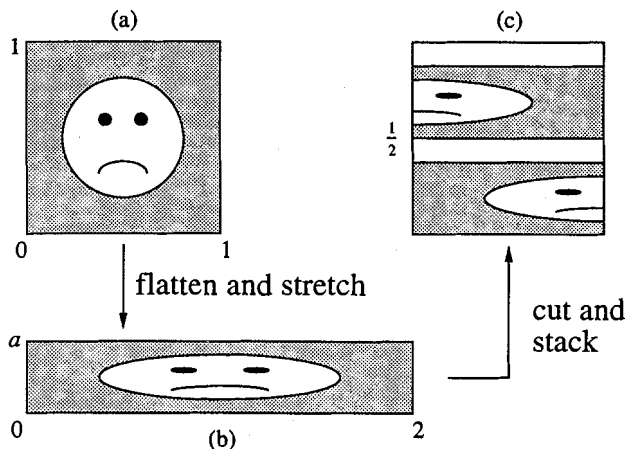 (a)
(c)
1
1/2
0
1
flatten and stretch
cut and
stack
a
0
(b)
2